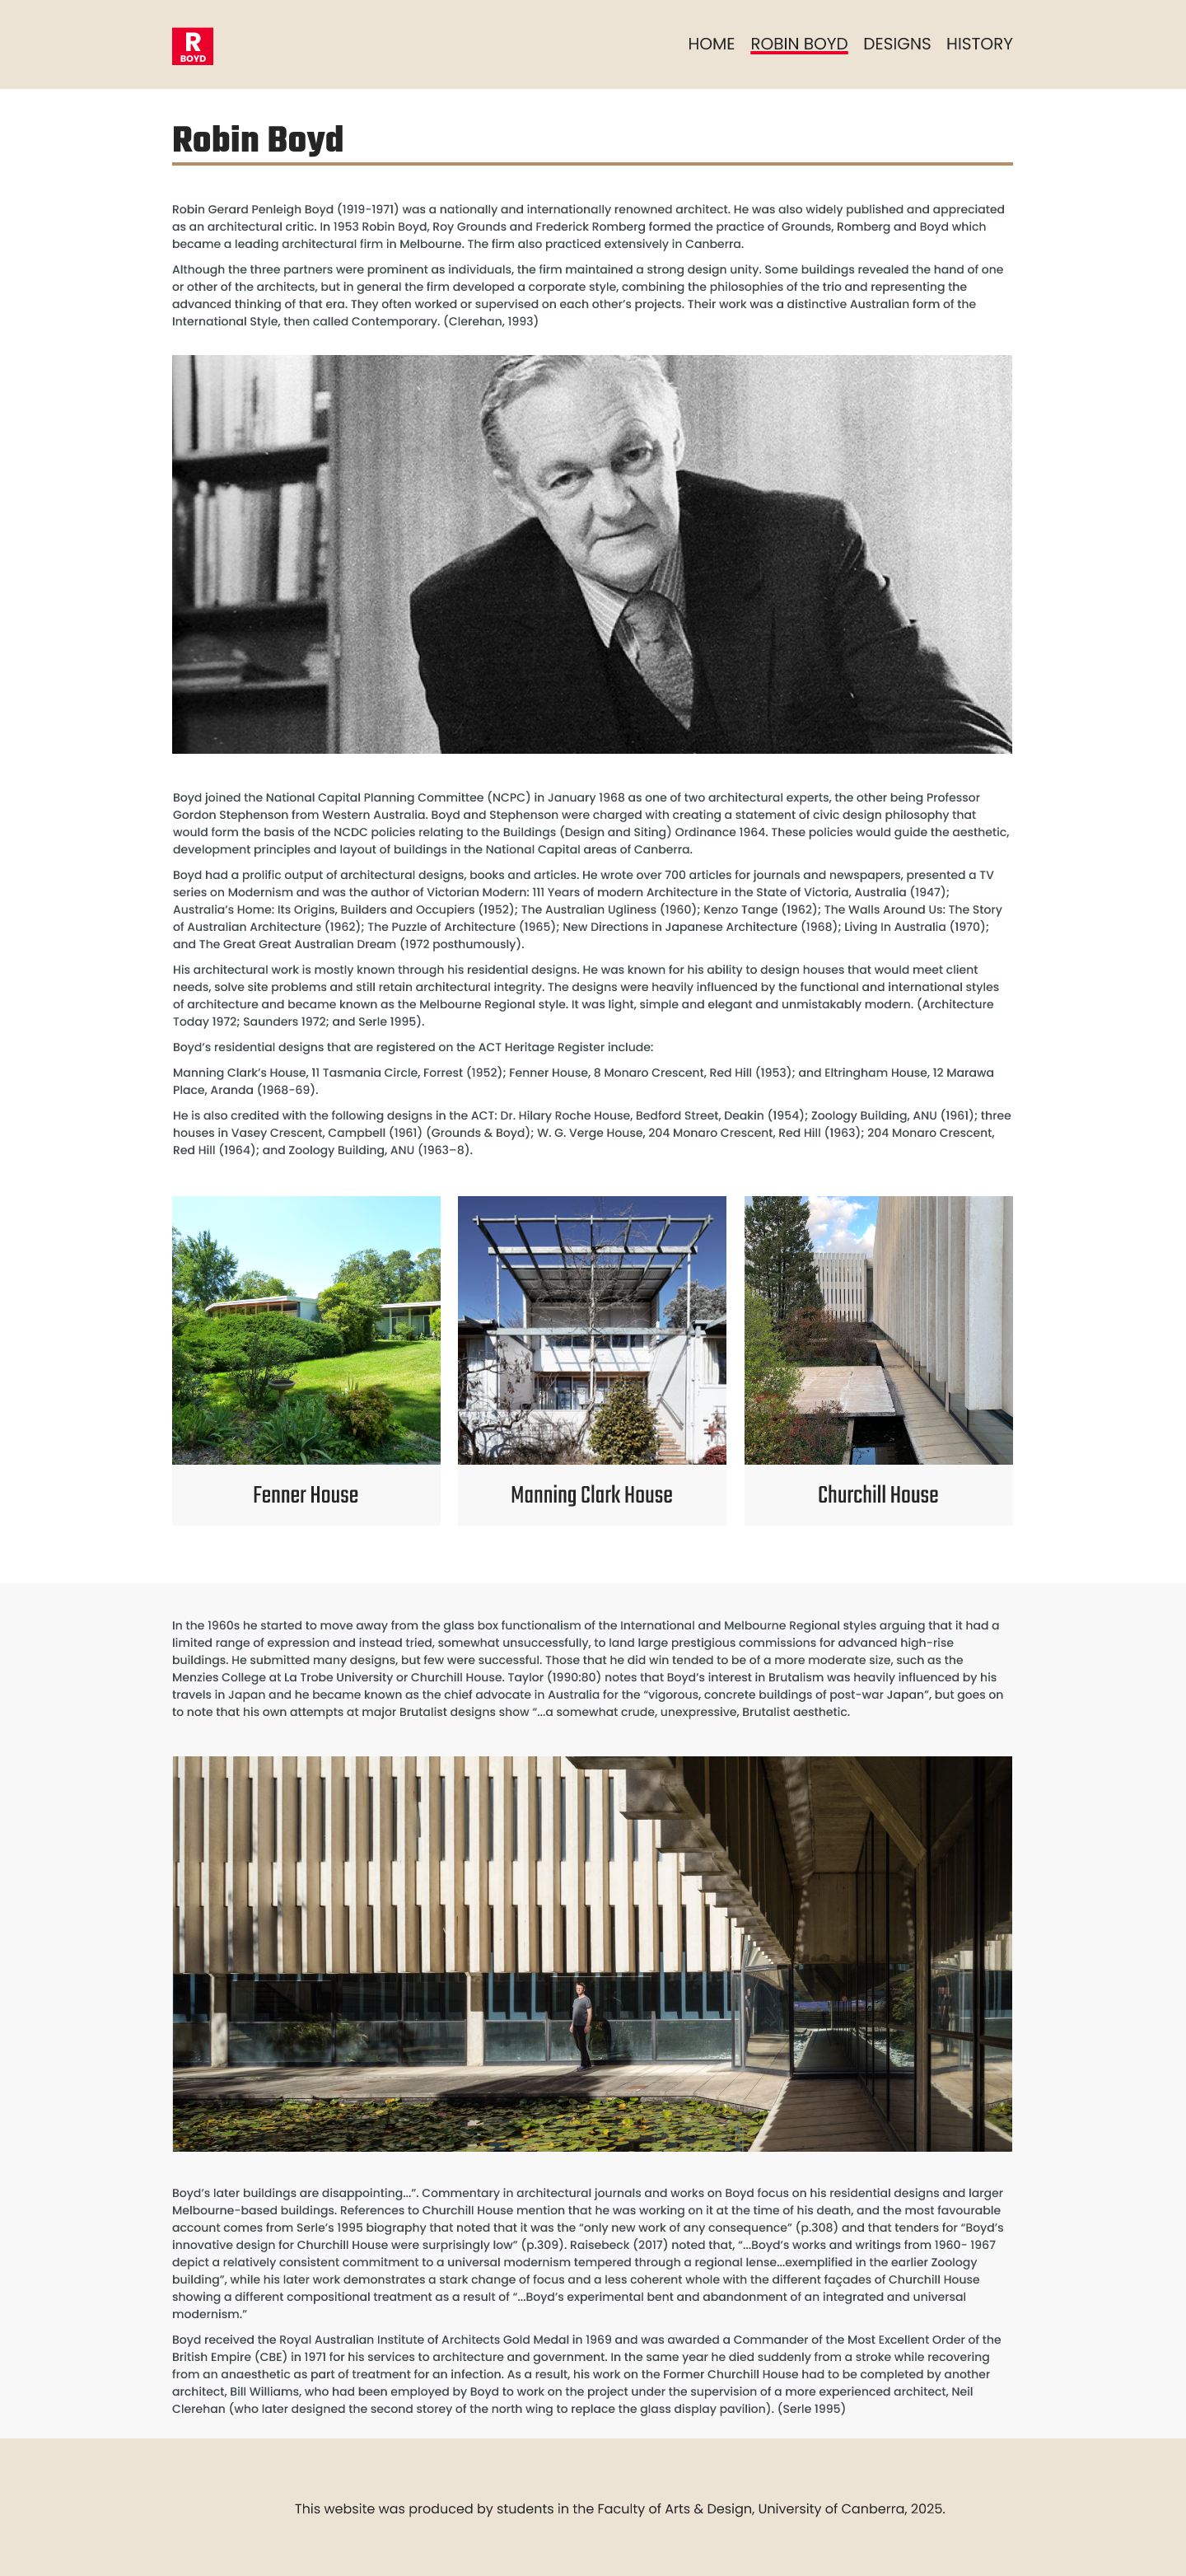 R
BOYD
HOME ROBIN BOYD DESIGNS HISTORY
Robin Boyd
Robin Gerard Penleigh Boyd (1919-1971) was a nationally and internationally renowned architect. He was also widely published and appreciated
as an architectural critic. In 1953 Robin Boyd, Roy Grounds and Frederick Romberg formed the practice of Grounds, Romberg and Boyd which
became a leading architectural firm in Melbourne. The firm also practiced extensively in Canberra.
Although the three partners were prominent as individuals, the firm maintained a strong design unity. Some buildings revealed the hand of one
or other of the architects, but in general the firm developed a corporate style, combining the philosophies of the trio and representing the
advanced thinking of that era. They often worked or supervised on each other’s projects. Their work was a distinctive Australian form of the
International Style, then called Contemporary. (Clerehan, 1993)
Boyd joined the National Capital Planning Committee (NCPC) in January 1968 as one of two architectural experts, the other being Professor
Gordon Stephenson from Western Australia. Boyd and Stephenson were charged with creating a statement of civic design philosophy that
would form the basis of the NCDC policies relating to the Buildings (Design and Siting) Ordinance 1964. These policies would guide the aesthetic,
development principles and layout of buildings in the National Capital areas of Canberra.
Boyd had a prolific output of architectural designs, books and articles. He wrote over 700 articles for journals and newspapers, presented a TV
series on Modernism and was the author of Victorian Modern: 111 Years of modern Architecture in the State of Victoria, Australia (1947);
Australia’s Home: Its Origins, Builders and Occupiers (1952); The Australian Ugliness (1960); Kenzo Tange (1962); The Walls Around Us: The Story
of Australian Architecture (1962); The Puzzle of Architecture (1965); New Directions in Japanese Architecture (1968); Living In Australia (1970);
and The Great Great Australian Dream (1972 posthumously).
His architectural work is mostly known through his residential designs. He was known for his ability to design houses that would meet client
needs, solve site problems and still retain architectural integrity. The designs were heavily influenced by the functional and international styles
of architecture and became known as the Melbourne Regional style. It was light, simple and elegant and unmistakably modern. (Architecture
Today 1972; Saunders 1972; and Serle 1995).
Boyd’s residential designs that are registered on the ACT Heritage Register include:
Manning Clark’s House, 11 Tasmania Circle, Forrest (1952); Fenner House, 8 Monaro Crescent, Red Hill (1953); and Eltringham House, 12 Marawa
Place, Aranda (1968-69).
He is also credited with the following designs in the ACT: Dr. Hilary Roche House, Bedford Street, Deakin (1954); Zoology Building, ANU (1961); three
houses in Vasey Crescent, Campbell (1961) (Grounds & Boyd); W. G. Verge House, 204 Monaro Crescent, Red Hill (1963); 204 Monaro Crescent,
Red Hill (1964); and Zoology Building, ANU (1963–8).
Fenner House
Manning Clark House
Churchill House
In the 1960s he started to move away from the glass box functionalism of the International and Melbourne Regional styles arguing that it had a
limited range of expression and instead tried, somewhat unsuccessfully, to land large prestigious commissions for advanced high-rise
buildings. He submitted many designs, but few were successful. Those that he did win tended to be of a more moderate size, such as the
Menzies College at La Trobe University or Churchill House. Taylor (1990:80) notes that Boyd’s interest in Brutalism was heavily influenced by his
travels in Japan and he became known as the chief advocate in Australia for the “vigorous, concrete buildings of post-war Japan”, but goes on
to note that his own attempts at major Brutalist designs show “…a somewhat crude, unexpressive, Brutalist aesthetic.
Boyd’s later buildings are disappointing…”. Commentary in architectural journals and works on Boyd focus on his residential designs and larger
Melbourne-based buildings. References to Churchill House mention that he was working on it at the time of his death, and the most favourable
account comes from Serle’s 1995 biography that noted that it was the “only new work of any consequence” (p.308) and that tenders for “Boyd’s
innovative design for Churchill House were surprisingly low” (p.309). Raisebeck (2017) noted that, “…Boyd’s works and writings from 1960- 1967
depict a relatively consistent commitment to a universal modernism tempered through a regional lense…exemplified in the earlier Zoology
building”, while his later work demonstrates a stark change of focus and a less coherent whole with the different façades of Churchill House
showing a different compositional treatment as a result of “…Boyd’s experimental bent and abandonment of an integrated and universal
modernism.”
Boyd received the Royal Australian Institute of Architects Gold Medal in 1969 and was awarded a Commander of the Most Excellent Order of the
British Empire (CBE) in 1971 for his services to architecture and government. In the same year he died suddenly from a stroke while recovering
from an anaesthetic as part of treatment for an infection. As a result, his work on the Former Churchill House had to be completed by another
architect, Bill Williams, who had been employed by Boyd to work on the project under the supervision of a more experienced architect, Neil
Clerehan (who later designed the second storey of the north wing to replace the glass display pavilion). (Serle 1995)
This website was produced by students in the Faculty of Arts & Design, University of Canberra, 2025.